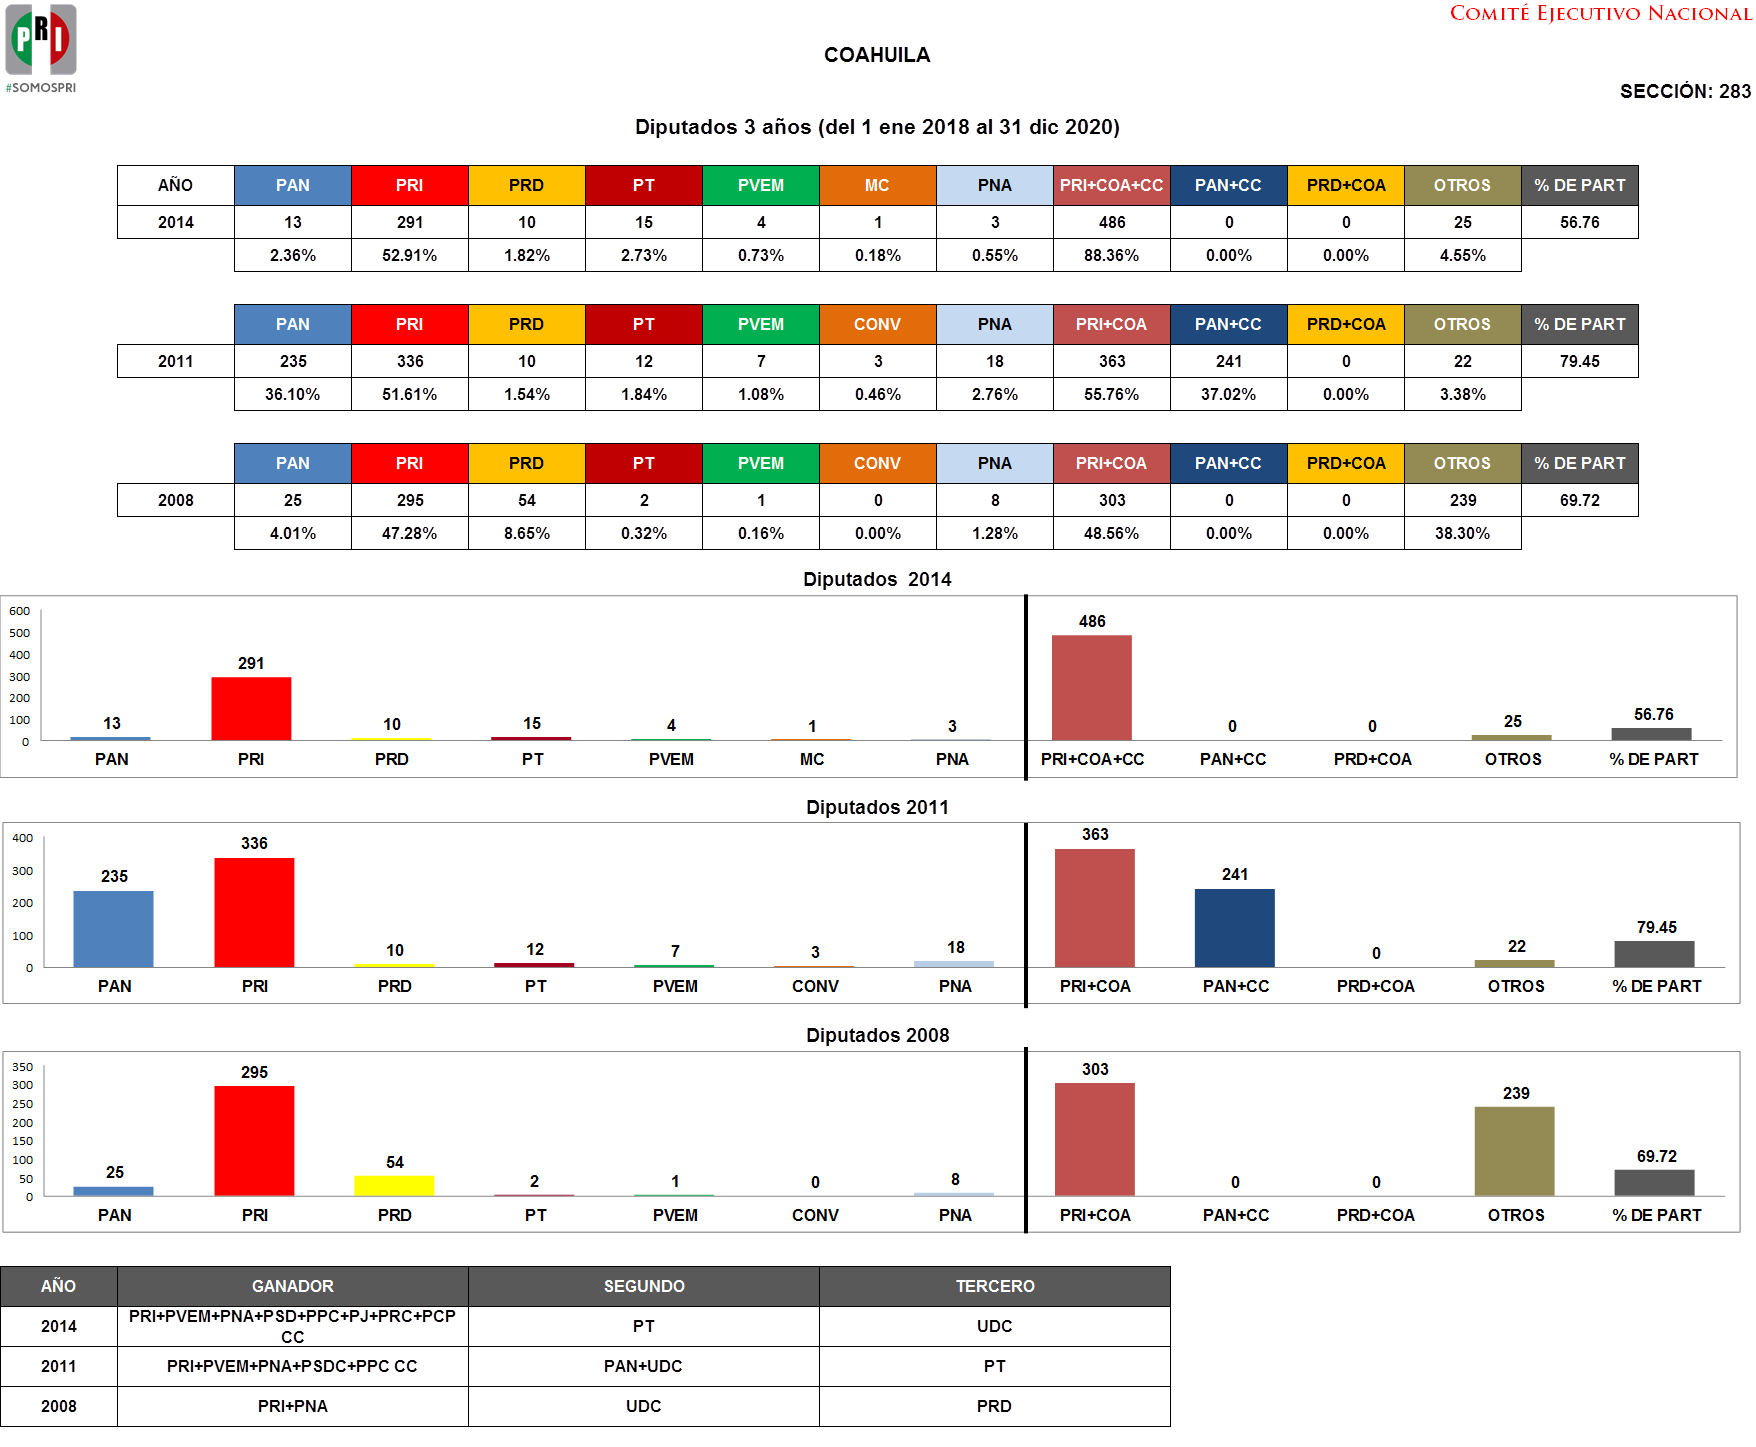 PRI
#SOMOSPRI
COMITÉ EJECUTIVO NACIONAL
COAHUILA
SECCIÓN: 283
Diputados 3 años (del 1 ene 2018 al 31 dic 2020)
AÑO PAN PRI PRD PT PVEM MC PNA PRI+COA+CC PAN+CC PRD+COA OTROS % DE PART
2014 13 291 10 15 4 1 3 486 0 0 25 56.76
2.36% 52.91% 1.82% 2.73% 0.73% 0.18% 0.55% 88.36% 0.00% 0.00% 4.55%
PAN PRI PRD PT PVEM CONV PNA PRI+COA PAN+CC PRD+COA OTROS % DE PART
2011 235 336 10 12 7 3 18 363 241 0 22 79.45
36.10% 51.61% 1.54% 1.84% 1.08% 0.46% 2.76% 55.76% 37.02% 0.00% 3.38%
PAN PRI PRD PT PVEM CONV PNA PRI+COA PAN+CC PRD+COA OTROS % DE PART
2008 25 295 54 2 1 0 8 303 0 0 239 69.72
4.01% 47.28% 8.65% 0.32% 0.16% 0.00% 1.28% 48.56% 0.00% 0.00% 38.30%
Diputados 2014
600
500
400
300
200
100
0
13 291 10 15 4 1 3 486 0 0 25 56.76
PAN PRI PRD PT PVEM MC PNA PRI+COA+CC PAN+CC PRD+COA OTROS % DE PART
Diputados 2011
400
300
200
100
0
235 336 10 12 7 3 18 363 241 0 22 79.45
PAN PRI PRD PT PVEM CONV PNA PRI+COA PAN+CC PRD+COA OTROS % DE PART
Diputados 2008
350
300
250
200
150
100
50
0
25 295 54 2 1 0 8 303 0 0 239 69.72
PAN PRI PRD PT PVEM CONV PNA PRI+COA PAN+CC PRD+COA OTROS % DE PART
AÑO GANADOR SEGUNDO TERCERO
2014 PRI+PVEM+PNA+PSD+PPC+PJ+PRC+PCP CC PT UDC
2011 PRI+PVEM+PNA+PSDC+PPC CC PAN+UDC PT
2008 PRI+PNA UDC PRD